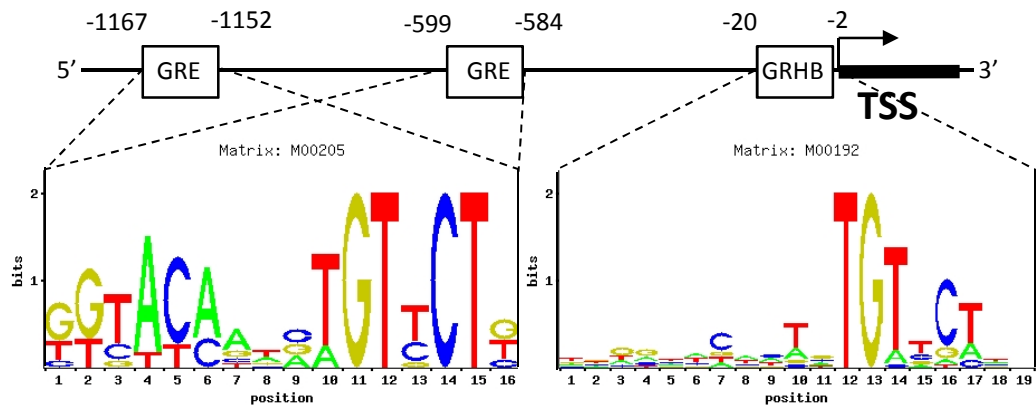 -1167 -1152 -599 -584 -20 -2
5’ GRE GRE GRHB 3’
TSS
Matrix: M00205 Matrix: M00192
2 2
bits 1 bits 1
1 2 3 4 5 6 7 8 9 10 11 12 13 14 15 16 1 2 3 4 5 6 7 8 9 10 11 12 13 14 15 16 17 18 19
position position